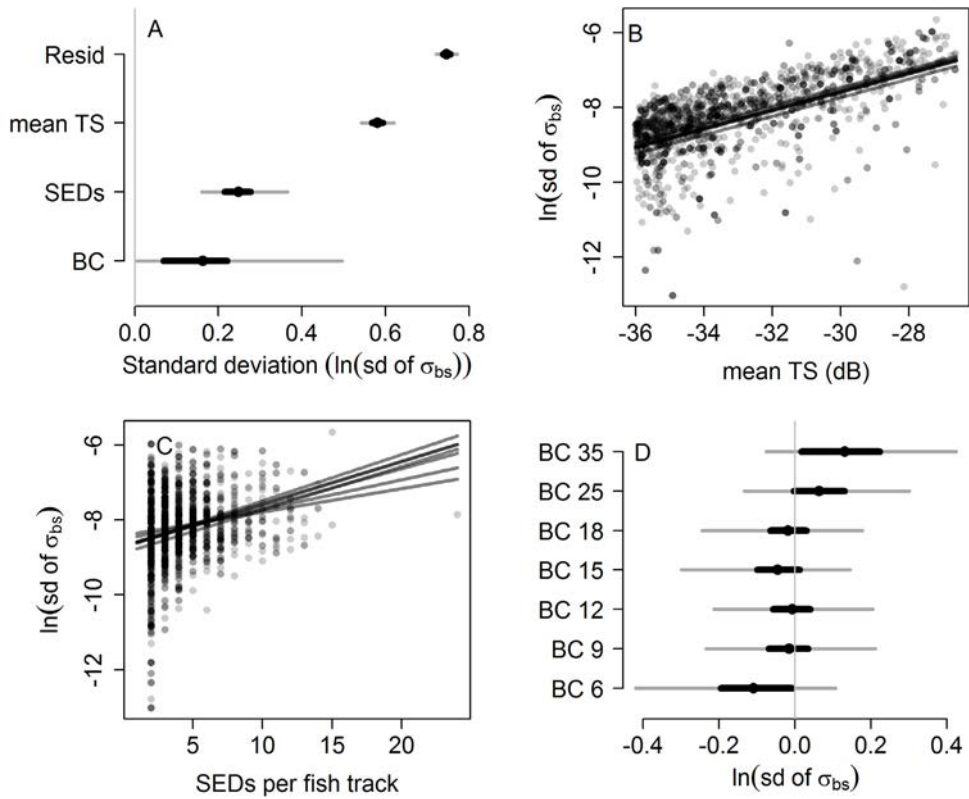 A
Resid
mean TS
SEDs
BC
0.0 0.2 0.4 0.6 0.8
Standard deviation (ln(sd of σbs))
B
-6
-8
-10
-12
ln(sd of σbs)
-36 -34 -32 -30 -28
mean TS (dB)
C
-6
-8
-10
-12
ln(sd of σbs)
5 10 15 20
SEDs per fish track
D
BC 35
BC 25
BC 18
BC 15
BC 12
BC 9
BC 6
-0.4 -0.2 0.0 0.2 0.4
ln(sd of σbs)